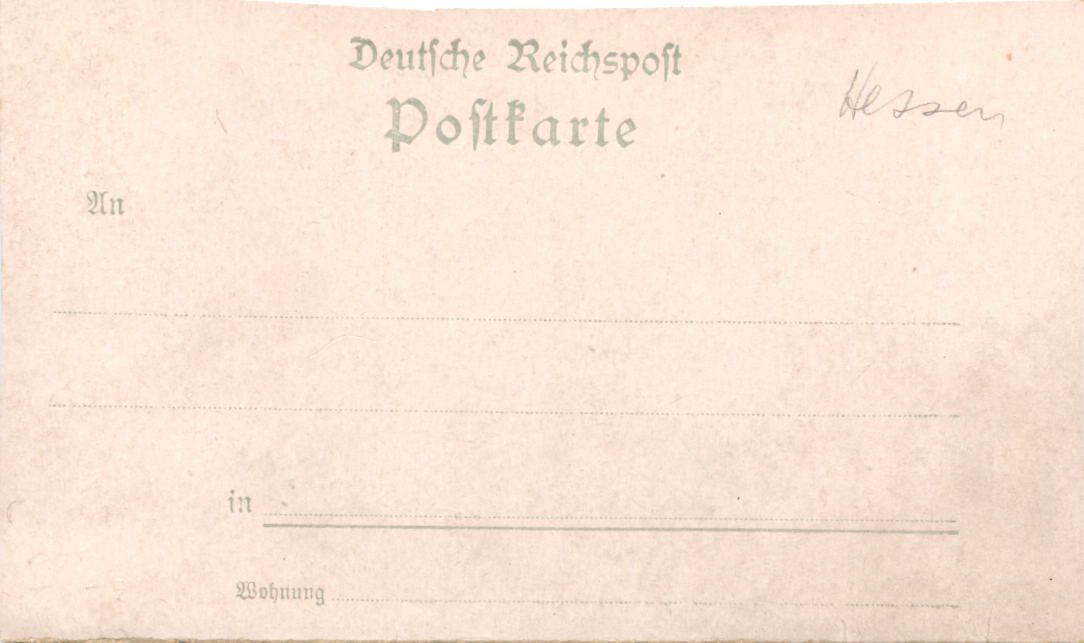 Deutsche Reichspost
Hessen
Postkarte
An
in
Wohnung